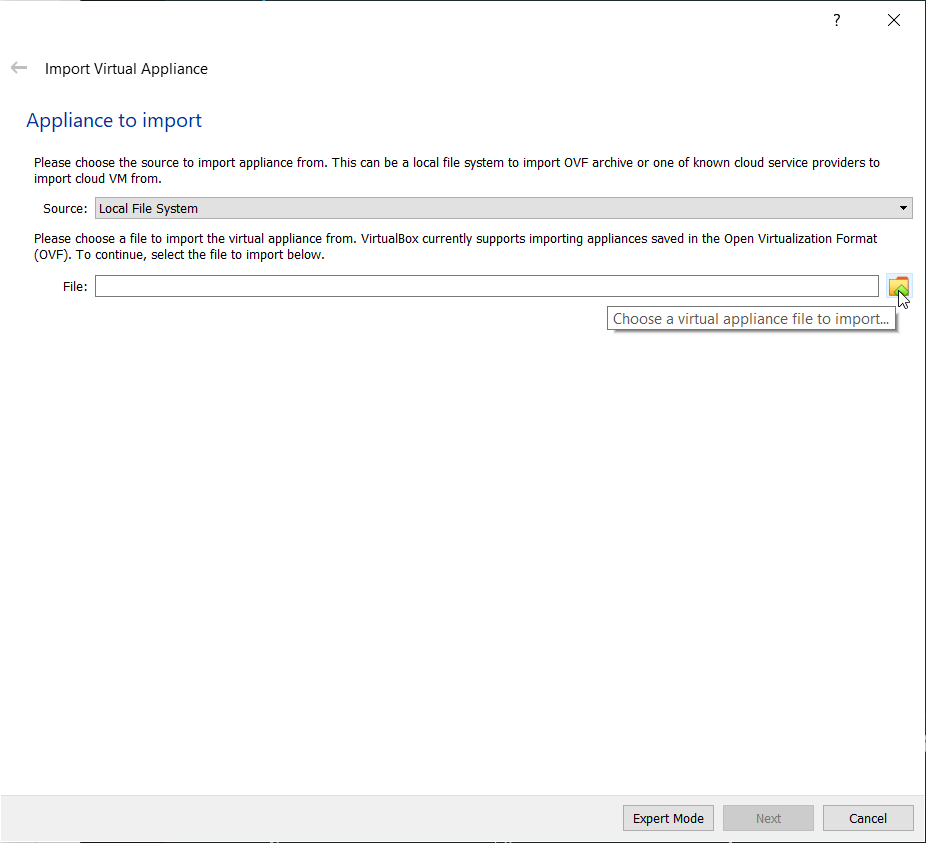 ?
Import Virtual Appliance
Appliance to import
Please choose the source to import appliance from. This can be a local file system to import OVF archive or one of known cloud service providers to
import cloud VM from.
Source: Local File System
Please choose a file to import the virtual appliance from. VirtualBox currently supports importing appliances saved in the Open Virtualization Format
(OVF). To continue, select the file to import below.
File:
Choose a virtual appliance file to import...
Expert Mode Next Cancel